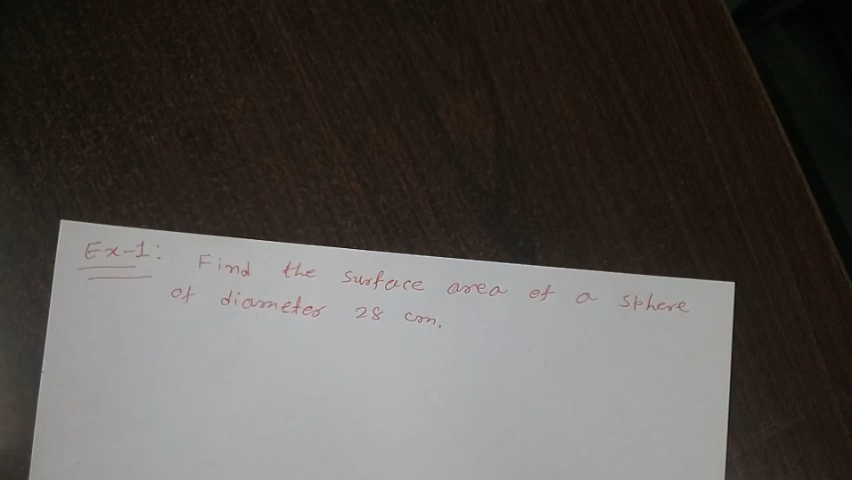 Ex-1: Find the surface area of a sphere
of diameter 28 cm.